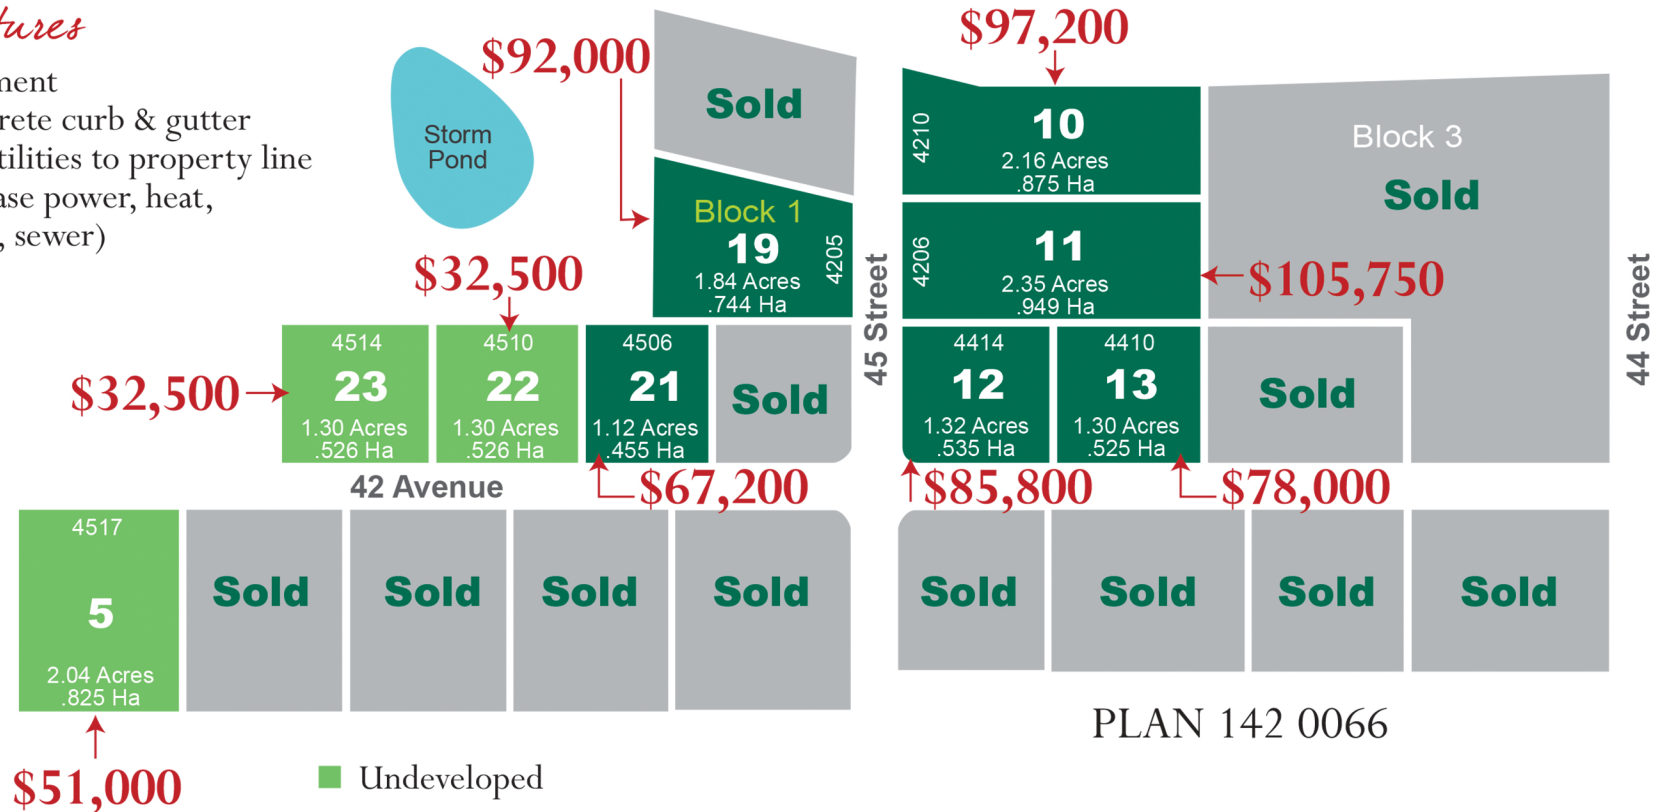 $97,200
$92,000
rete curb & gutter
tilities to property line
ase power, heat,
, sewer)
Storm
Pond
Sold
Block 1
19
1.84 Acres
.744 Ha
4205
4210
10
2.16 Acres
.875 Ha
Block 3
Sold
4206
11
2.35 Acres
.949 Ha
$105,750
45 Street
44 Street
$32,500
$32,500
4514
23
1.30 Acres
.526 Ha
4510
22
1.30 Acres
.526 Ha
4506
21
1.12 Acres
.455 Ha
Sold
4414
12
1.32 Acres
.535 Ha
4410
13
1.30 Acres
.525 Ha
Sold
42 Avenue
$67,200
$85,800
$78,000
4517
5
2.04 Acres
.825 Ha
Sold
Sold
Sold
Sold
Sold
Sold
Sold
Sold
$51,000
Undeveloped
PLAN 142 0066